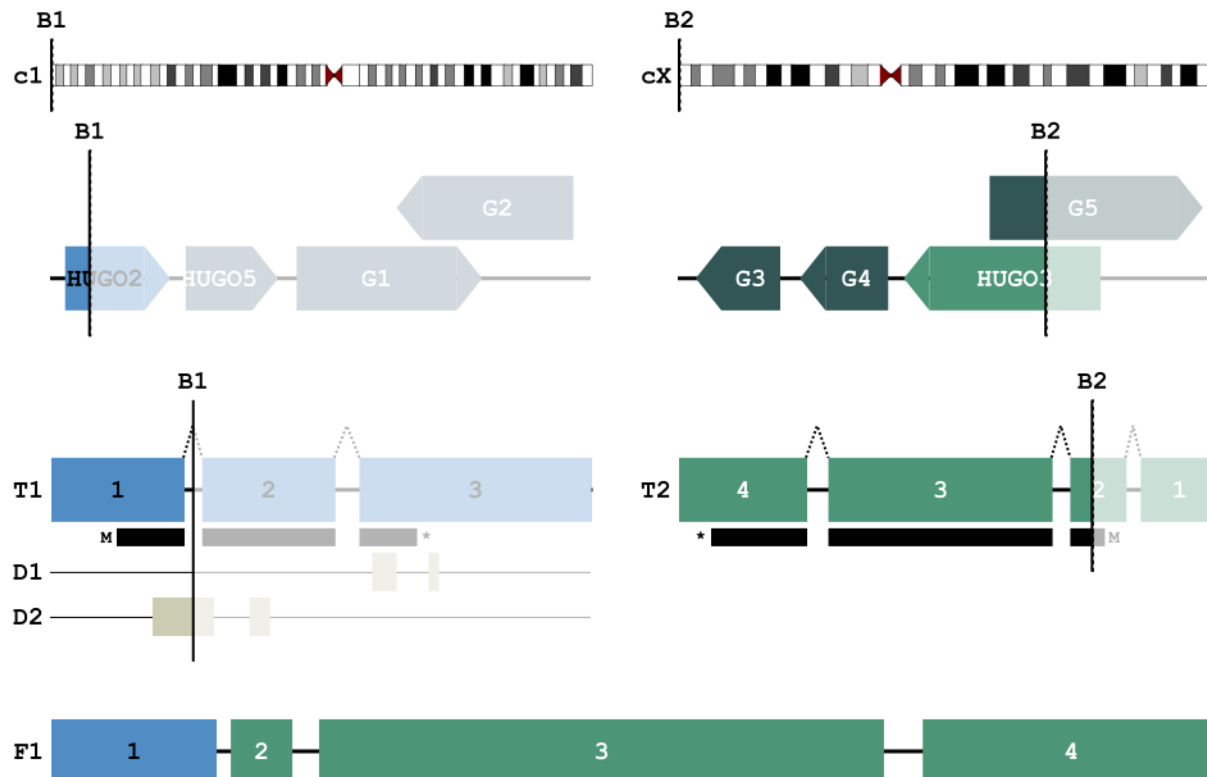 B1 B2
c1 cX
B1 B2
G2 G5
HUGO2 HUGO5 G1 G3 G4 HUGO3
B1 B2
T1 1 2 3 T2 4 3 2 1
M * * M
D1
D2
F1 1 2 3 4